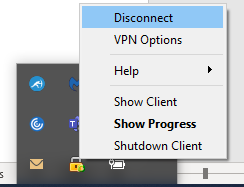 Disconnect
VPN Options
Help
Show Client
Show Progress
Shutdown Client
s